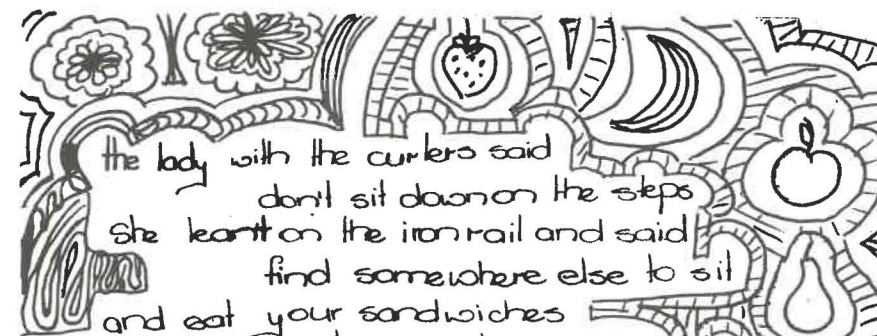 the lady with the curlers said
don't sit down on the steps
she leant on the iron rail and said
find somewhere else to sit
and eat your sandwiches